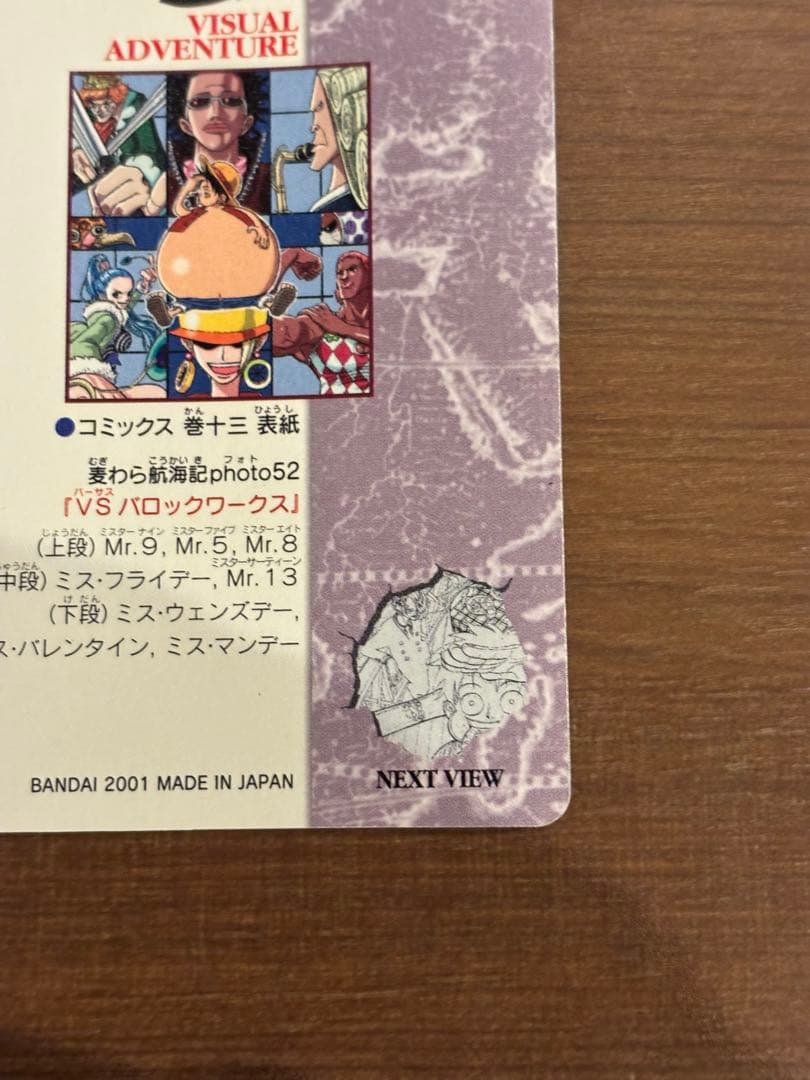 VISUAL
ADVENTURE
●コミックス 巻十三 表紙
麦わら航海記photo52
『VS バロックワークス』
(上段) Mr.9, Mr.5, Mr.8
中段) ミス・フライデー, Mr.13
(下段) ミス・ウェンズデー,
ス・バレンタイン, ミス・マンデー
BANDAI 2001 MADE IN JAPAN
NEXT VIEW